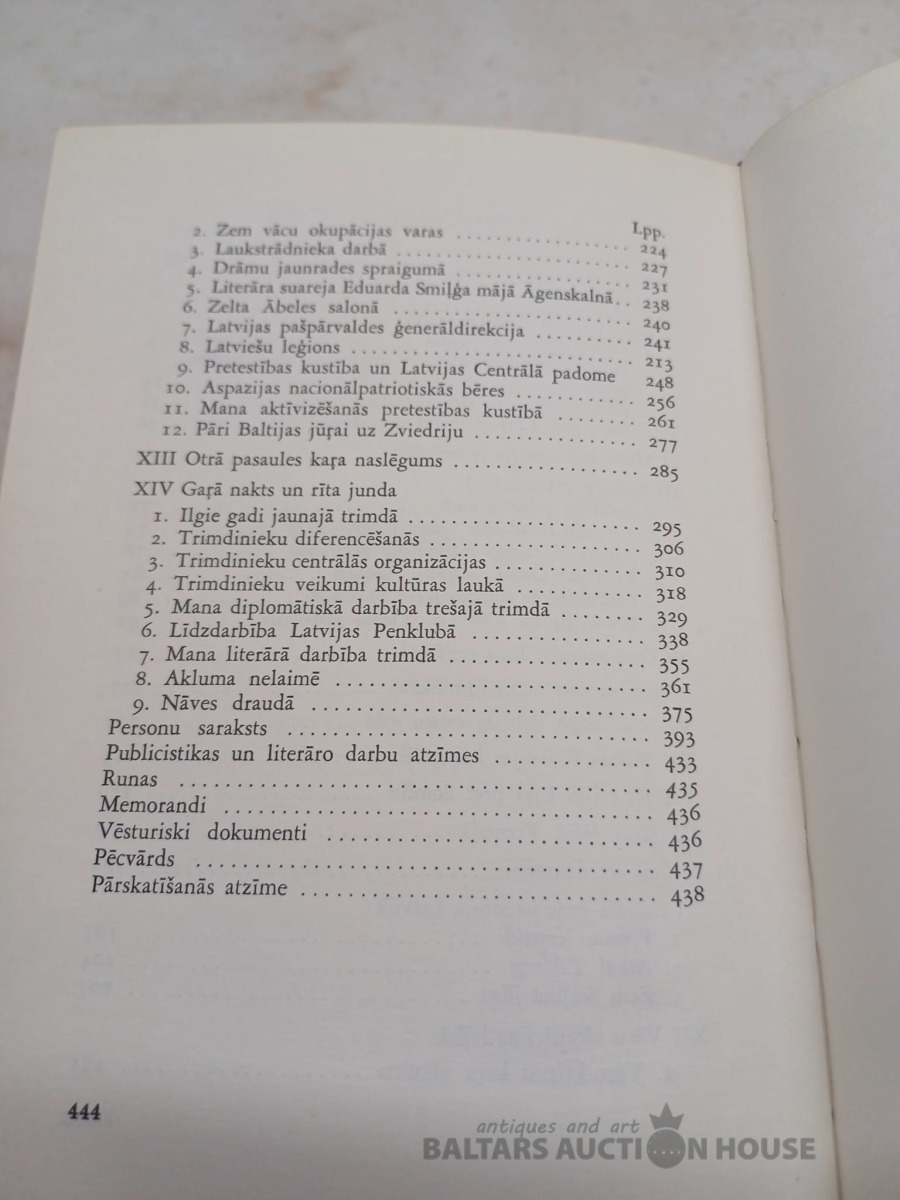 Lpp.
2. Zem vācu okupācijas varas . . . . . . . . . . . . . . . . . . 224
3. Laukstrādnieka darbā . . . . . . . . . . . . . . . . . . . . . . 227
4. Drāmu jaunrades spraigumā . . . . . . . . . . . . . . . . . . 231
5. Literāra suareja Eduarda Smiļģa mājā Āgenskalnā. . 238
6. Zelta Ābeles salonā . . . . . . . . . . . . . . . . . . . . . . 240
7. Latvijas pašpārvaldes ģenerāldirekcija . . . . . . . . . . 241
8. Latviešu leģions . . . . . . . . . . . . . . . . . . . . . . . . 213
9. Pretestības kustība un Latvijas Centrālā padome 248
10. Aspazijas nacionālpatriotiskās bēres . . . . . . . . . . . 256
11. Mana aktīvizēšanās pretestības kustībā . . . . . . . . 261
12. Pāri Baltijas jūŗai uz Zviedriju . . . . . . . . . . . . . . 277
XIII Otrā pasaules kaŗa naslēgums . . . . . . . . . . . . . . . . 285
XIV Gaŗā nakts un rīta junda
1. Ilgie gadi jaunajā trimdā . . . . . . . . . . . . . . . . . . . 295
2. Trimdinieku diferencēšanās . . . . . . . . . . . . . . . . . 306
3. Trimdinieku centrālās organizācijas . . . . . . . . . . . . 310
4. Trimdinieku veikumi kultūras laukā . . . . . . . . . . . 318
5. Mana diplomātiskā darbība trešajā trimdā . . . . . . . . 329
6. Līdzdarbība Latvijas Penklubā . . . . . . . . . . . . . . . 338
7. Mana literārā darbība trimdā . . . . . . . . . . . . . . . . . 355
8. Akluma nelaimē . . . . . . . . . . . . . . . . . . . . . . . . . 361
9. Nāves draudā . . . . . . . . . . . . . . . . . . . . . . . . . . . 375
Personu saraksts . . . . . . . . . . . . . . . . . . . . . . . . . . . . 393
Publicistikas un literāro darbu atzīmes . . . . . . . . . . . . . 433
Runas . . . . . . . . . . . . . . . . . . . . . . . . . . . . . . . . . . . 435
Memorandi . . . . . . . . . . . . . . . . . . . . . . . . . . . . . . . . 436
Vēsturiski dokumenti . . . . . . . . . . . . . . . . . . . . . . . . . 436
Pēcvārds . . . . . . . . . . . . . . . . . . . . . . . . . . . . . . . . . 437
Pārskatīšanās atzīme . . . . . . . . . . . . . . . . . . . . . . . . . 438
444
antiques and art
BALTARS AUCTION HOUSE